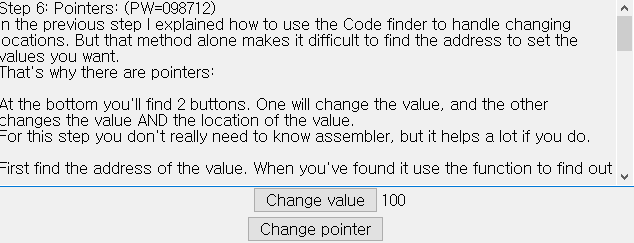 Step 6: Pointers: (PW=098712)
In the previous step I explained how to use the Code finder to handle changing
locations. But that method alone makes it difficult to find the address to set the
values you want.
That's why there are pointers:
At the bottom you'll find 2 buttons. One will change the value, and the other
changes the value AND the location of the value.
For this step you don't really need to know assembler, but it helps a lot if you do.
First find the address of the value. When you've found it use the function to find out
Change value 100
Change pointer